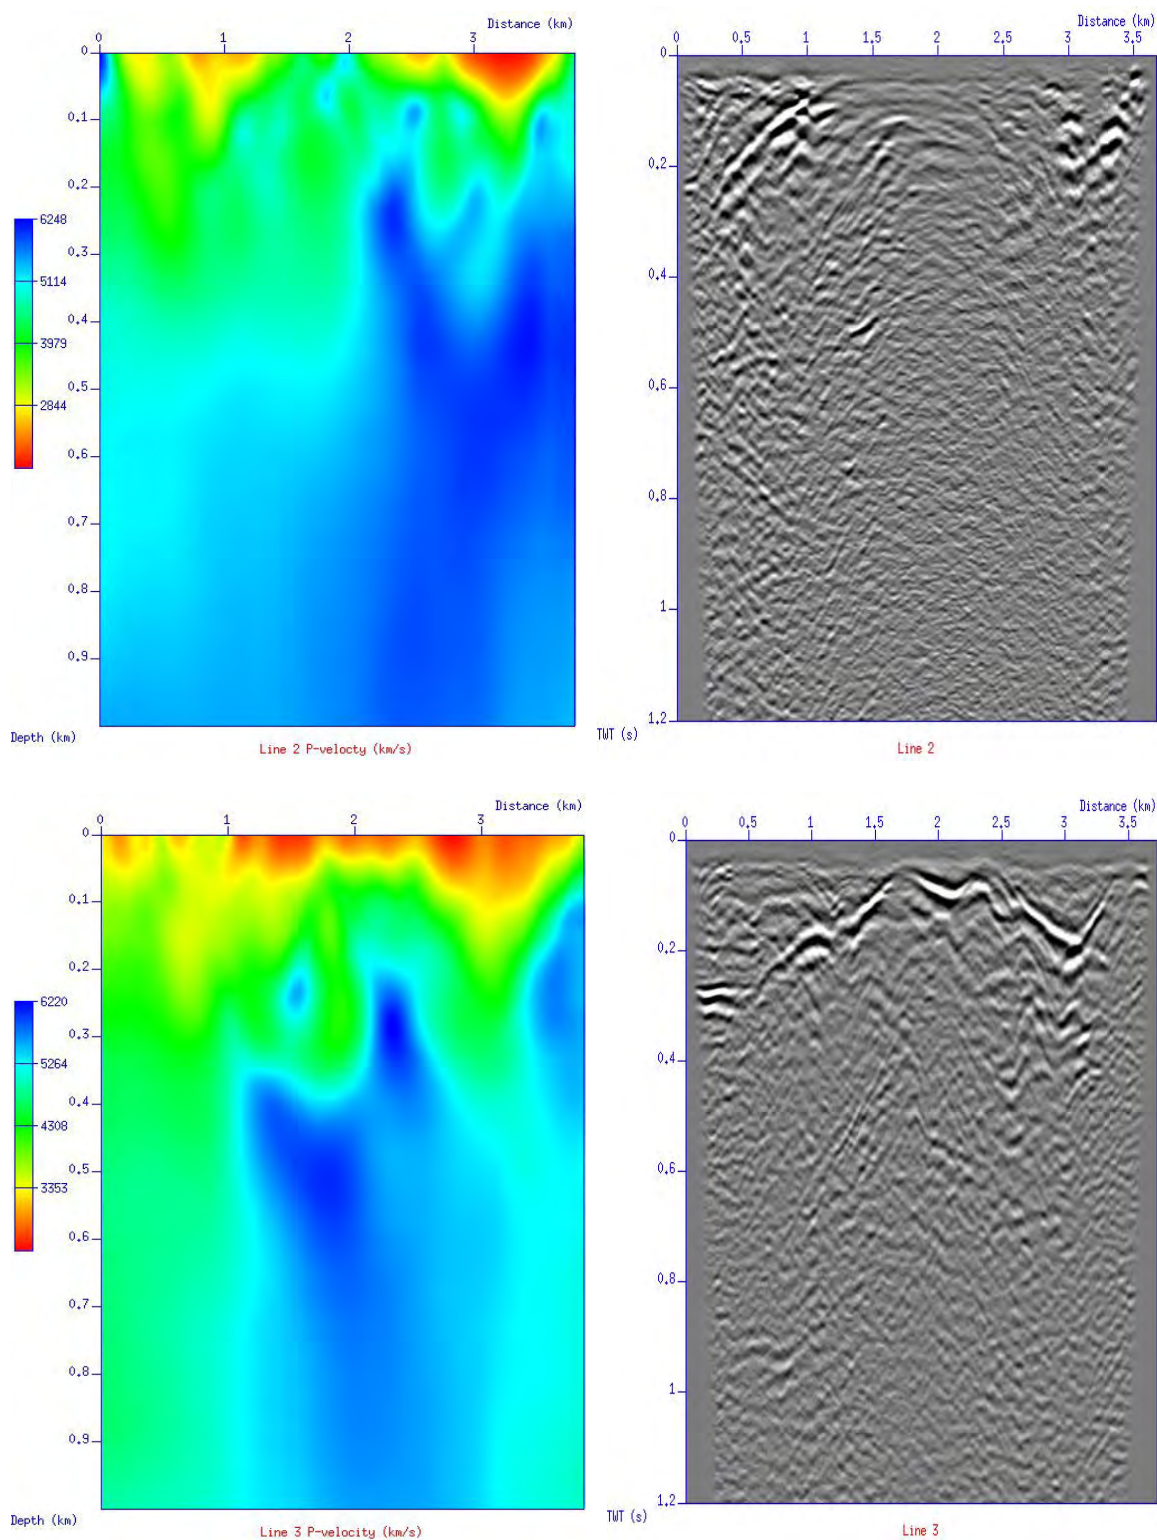 Distance (km)
0 1 2 3
0
0.1
0.2
0.3
0.4
0.5
0.6
0.7
0.8
0.9
Depth (km)
6248
5114
3979
2844
Line 2 P-velocty (km/s)
Distance (km)
0 0.5 1 1.5 2 2.5 3 3.5
0
0.2
0.4
0.6
0.8
1
1.2
TWT (s)
Line 2
Distance (km)
0 1 2 3
0
0.1
0.2
0.3
0.4
0.5
0.6
0.7
0.8
0.9
Depth (km)
6220
5264
4308
3353
Line 3 P-velocity (km/s)
Distance (km)
0 0.5 1 1.5 2 2.5 3 3.5
0
0.2
0.4
0.6
0.8
1
1.2
TWT (s)
Line 3